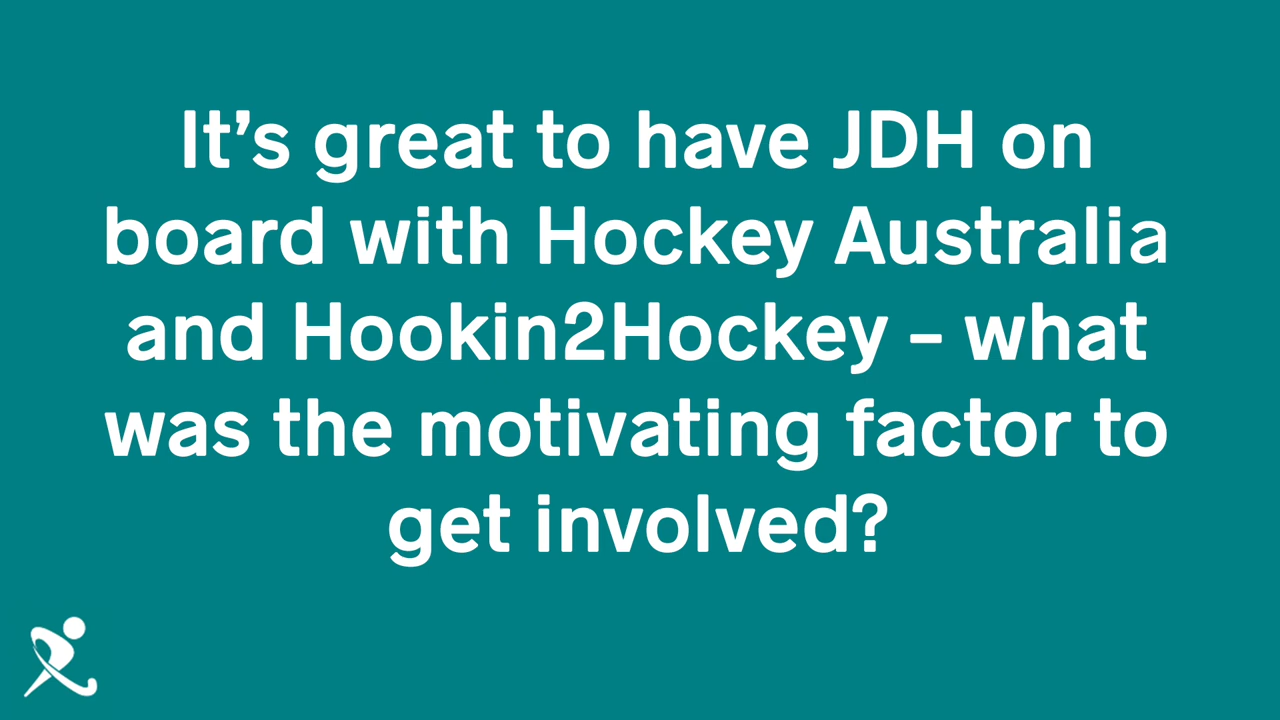 It’s great to have JDH on
board with Hockey Australia
and Hookin2Hockey – what
was the motivating factor to
get involved?